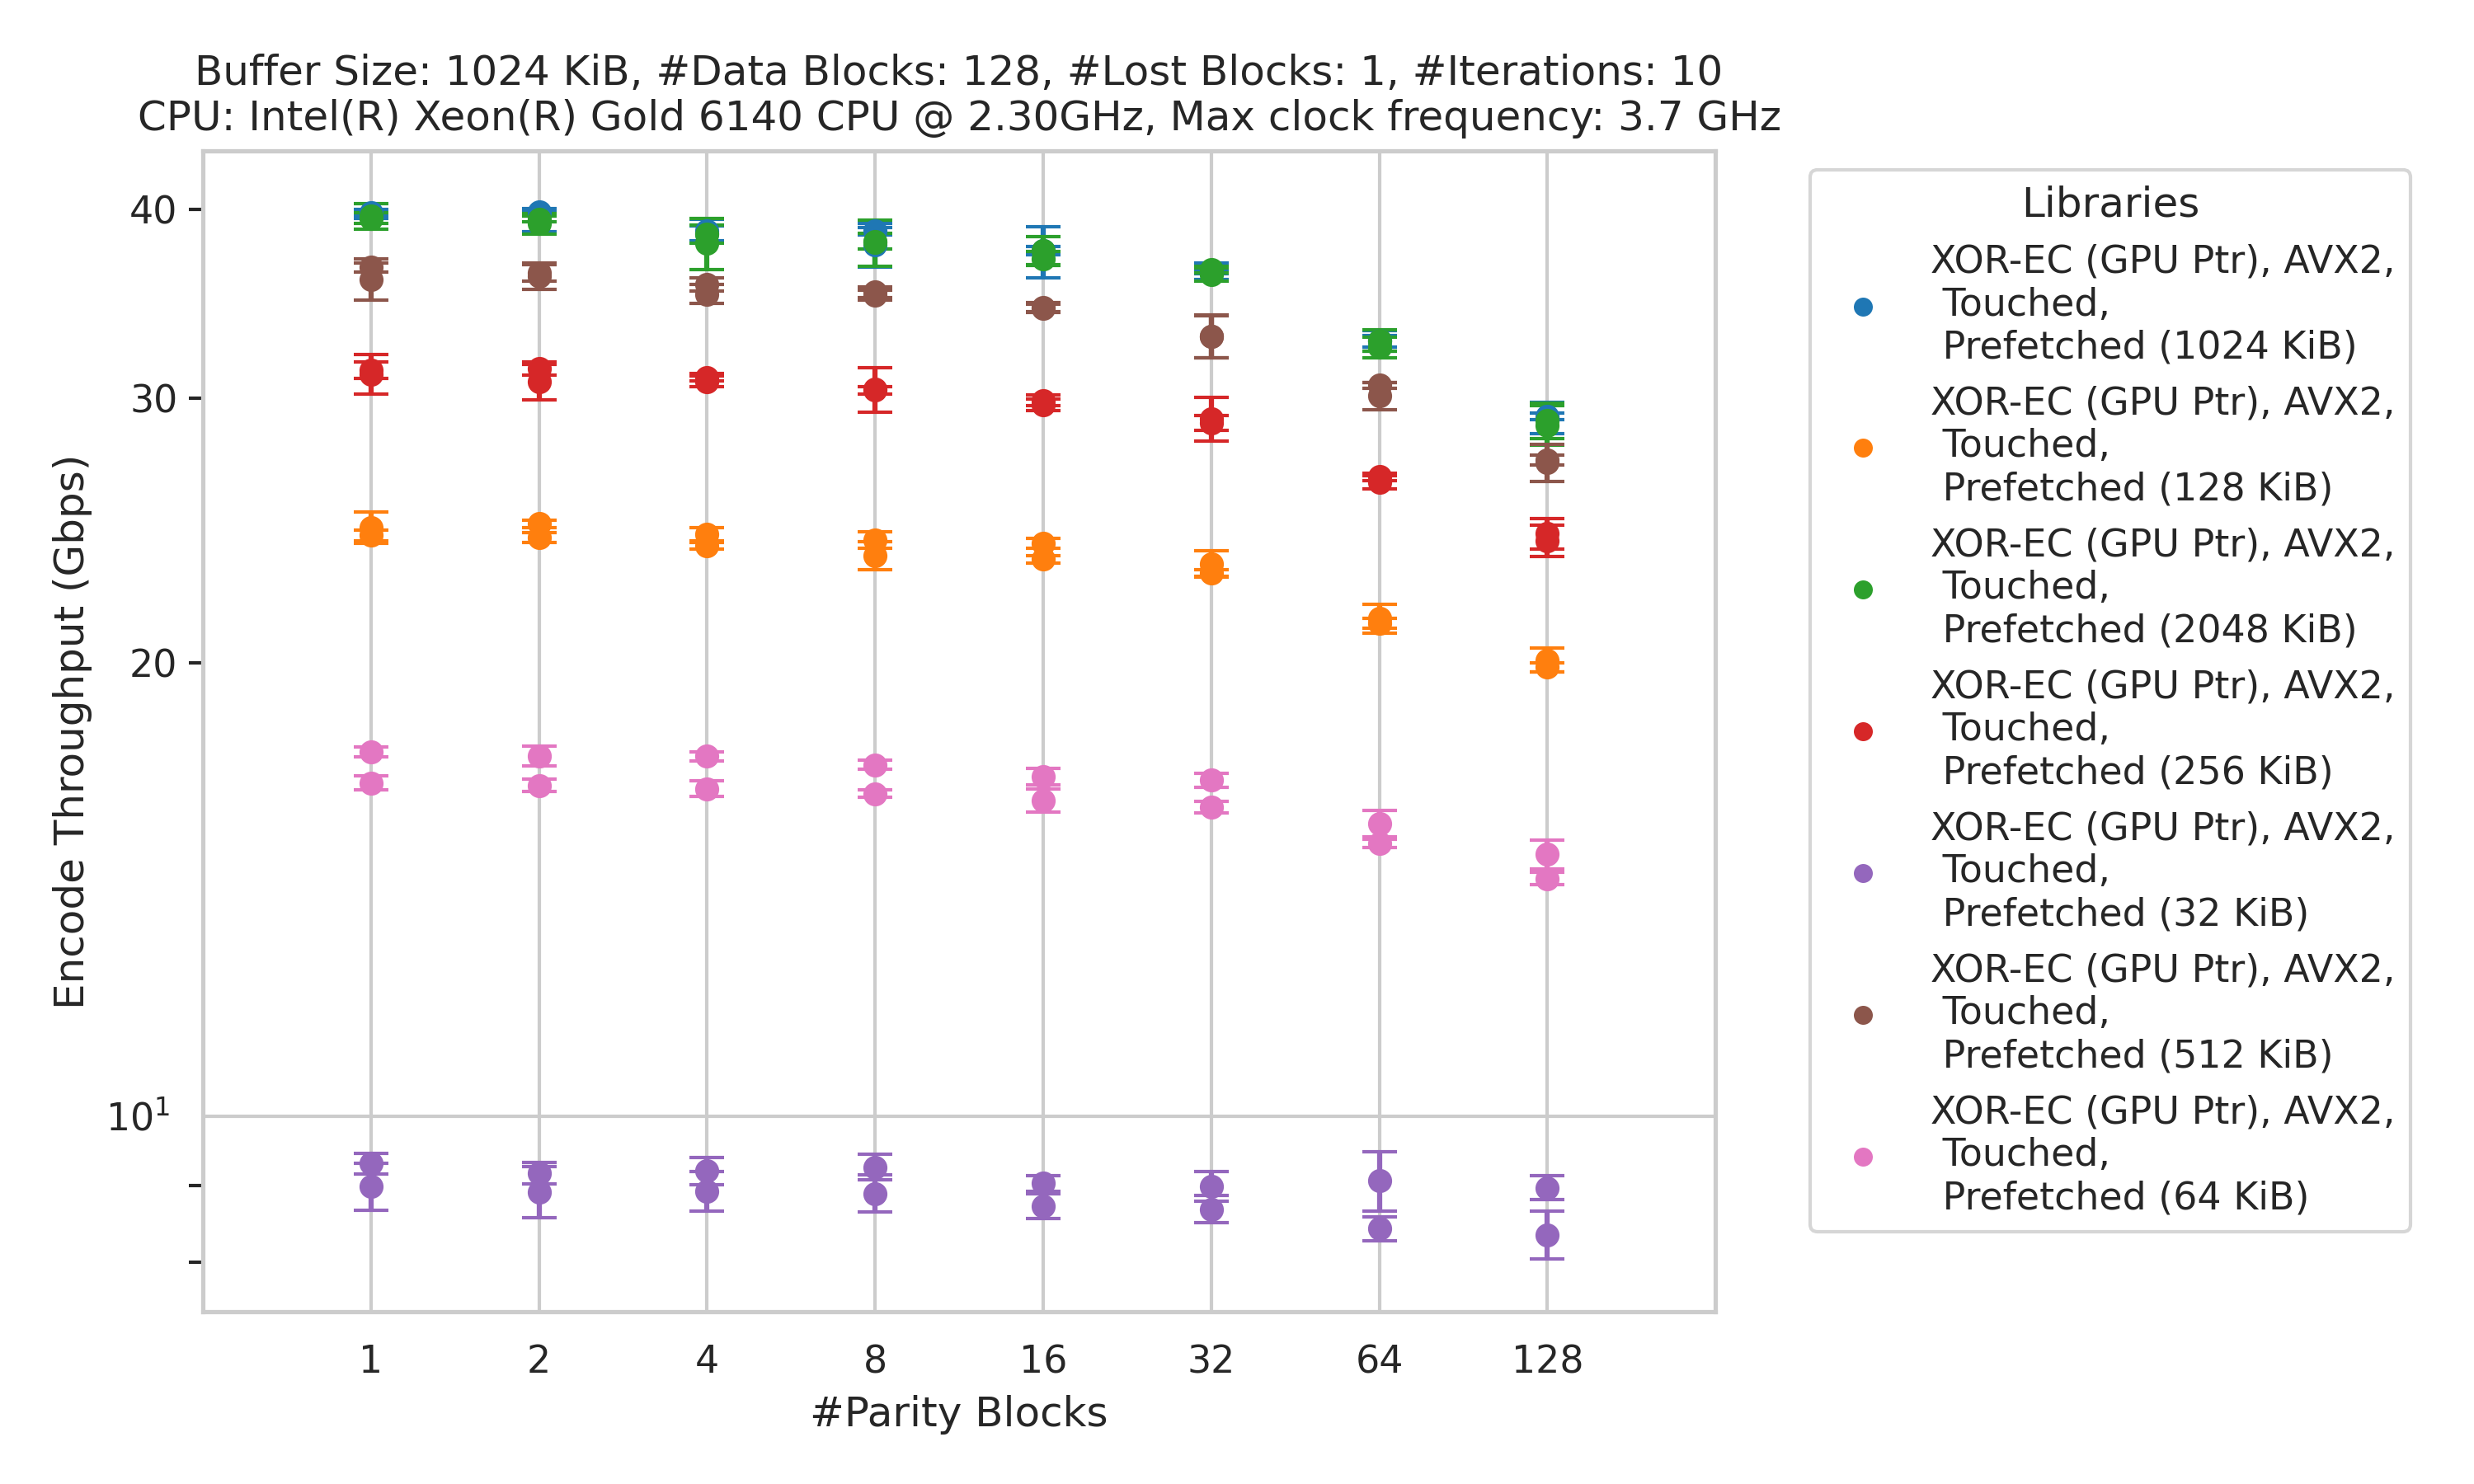 Buffer Size: 1024 KiB, #Data Blocks: 128, #Lost Blocks: 1, #Iterations: 10
CPU: Intel(R) Xeon(R) Gold 6140 CPU @ 2.30GHz, Max clock frequency: 3.7 GHz
Encode Throughput (Gbps)
40
30
20
10¹
1 2 4 8 16 32 64 128
#Parity Blocks
Libraries
XOR-EC (GPU Ptr), AVX2,
Touched,
Prefetched (1024 KiB)
XOR-EC (GPU Ptr), AVX2,
Touched,
Prefetched (128 KiB)
XOR-EC (GPU Ptr), AVX2,
Touched,
Prefetched (2048 KiB)
XOR-EC (GPU Ptr), AVX2,
Touched,
Prefetched (256 KiB)
XOR-EC (GPU Ptr), AVX2,
Touched,
Prefetched (32 KiB)
XOR-EC (GPU Ptr), AVX2,
Touched,
Prefetched (512 KiB)
XOR-EC (GPU Ptr), AVX2,
Touched,
Prefetched (64 KiB)